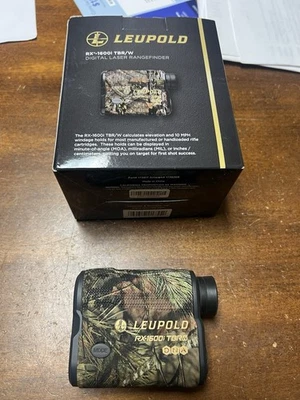 LEUPOLD
RX-1600i TBR/W
DIGITAL LASER RANGEFINDER
The RX-1600i TBR/W calculates elevation and 10 MPH
windage holds for most manufactured or handloaded rifle
cartridges. These holds can be displayed in
minute-of-angle (MOA), milliradians (MIL), or inches /
centimeters, getting you on target for first shot success.
LEUPOLD
RX-1600i TBR/W
DNA